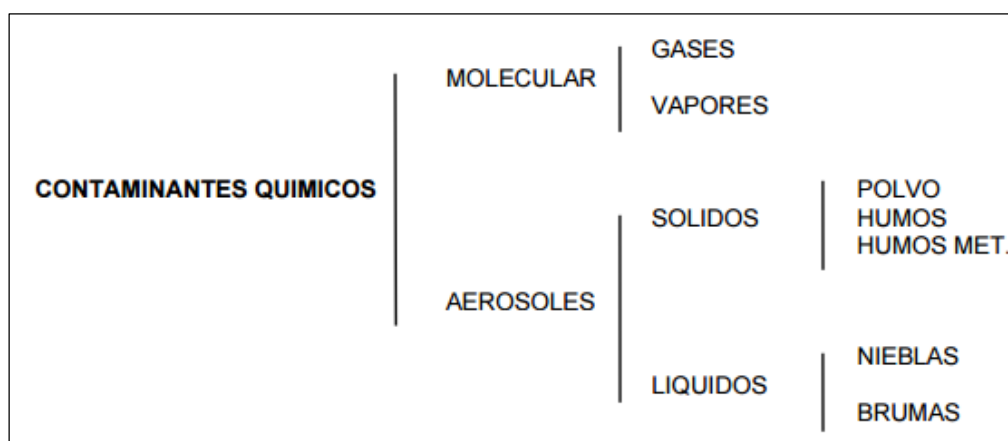 GASES
MOLECULAR
VAPORES
CONTAMINANTES QUIMICOS
POLVO
SOLIDOS
HUMOS
HUMOS MET.
AEROSOLES
NIEBLAS
LIQUIDOS
BRUMAS